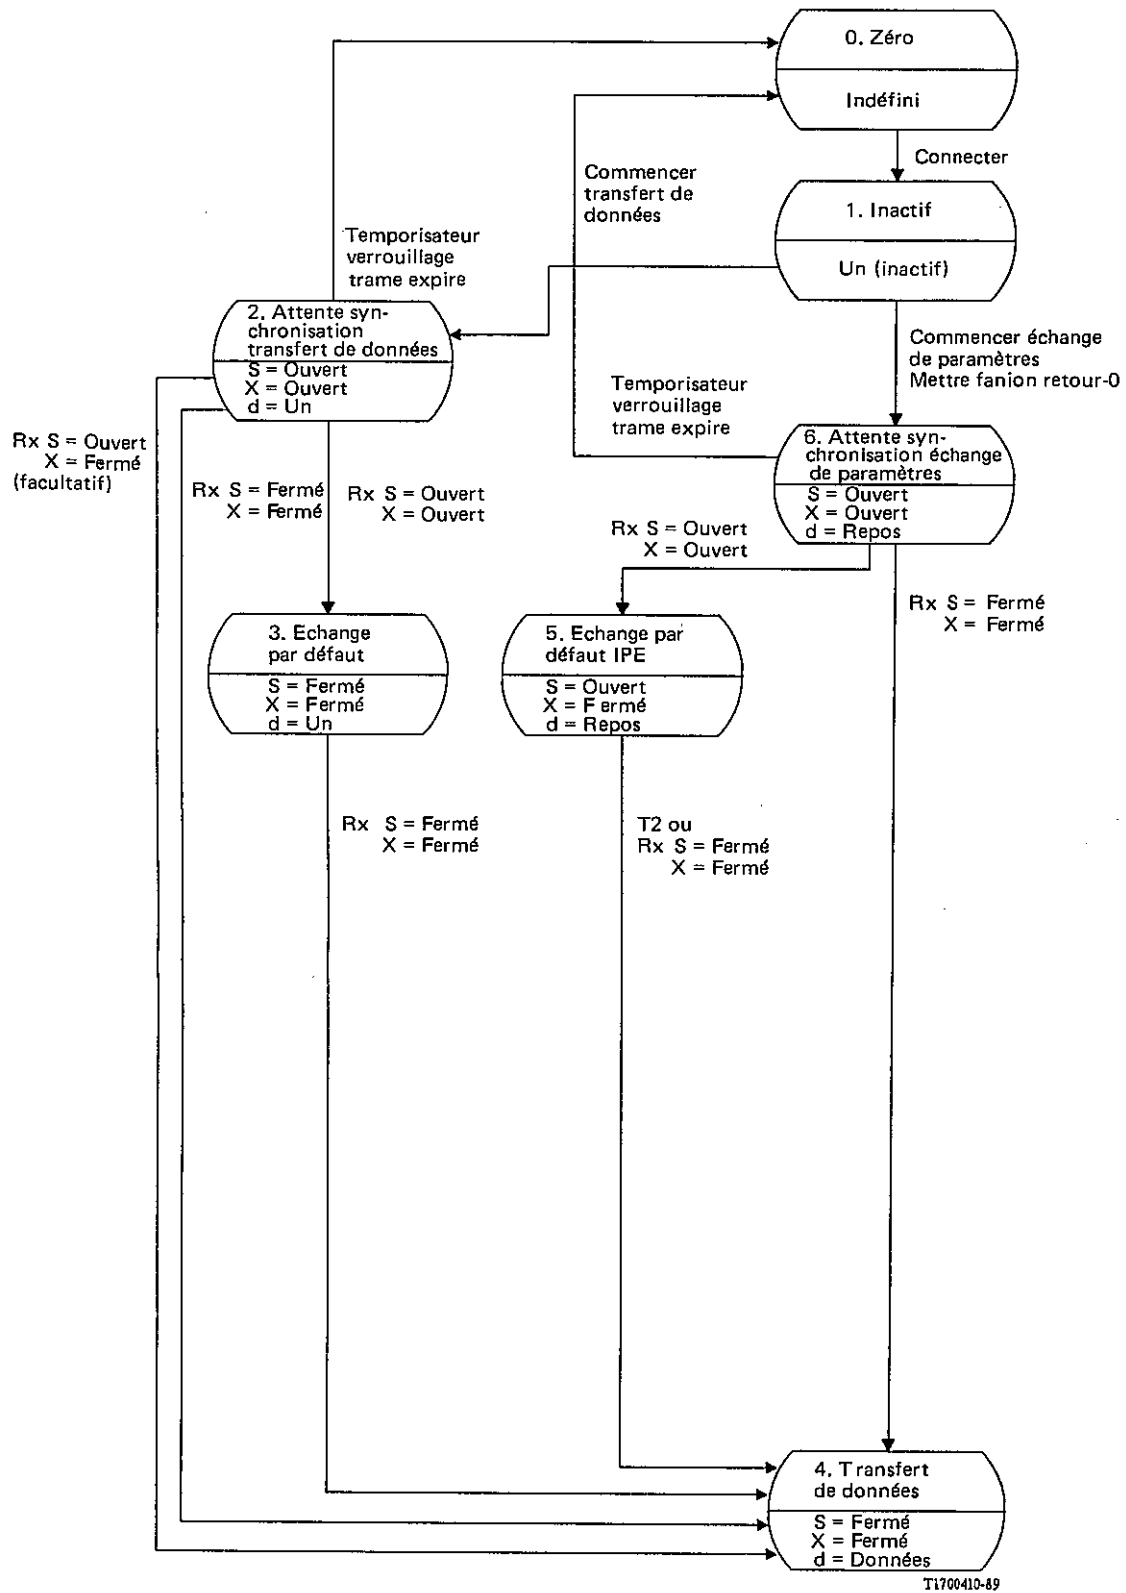 0. Zéro
Indéfini
Connecter
Commencer
transfert de
données
1. Inactif
Un (inactif)
Temporisateur
verrouillage
trame expire
2. Attente syn-
chronisation
transfert de données
S = Ouvert
X = Ouvert
d = Un
Commencer échange
de paramètres
Mettre fanion retour-0
Temporisateur
verrouillage
trame expire
6. Attente syn-
chronisation échange
de paramètres
S = Ouvert
X = Ouvert
d = Repos
Rx S = Ouvert
X = Fermé
(facultatif)
Rx S = Fermé
X = Fermé
Rx S = Ouvert
X = Ouvert
Rx S = Ouvert
X = Ouvert
Rx S = Fermé
X = Fermé
3. Echange
par défaut
S = Fermé
X = Fermé
d = Un
5. Echange par
défaut IPE
S = Ouvert
X = Fermé
d = Repos
Rx S = Fermé
X = Fermé
T2 ou
Rx S = Fermé
X = Fermé
4. Transfert
de données
S = Fermé
X = Fermé
d = Données
T1700410-89